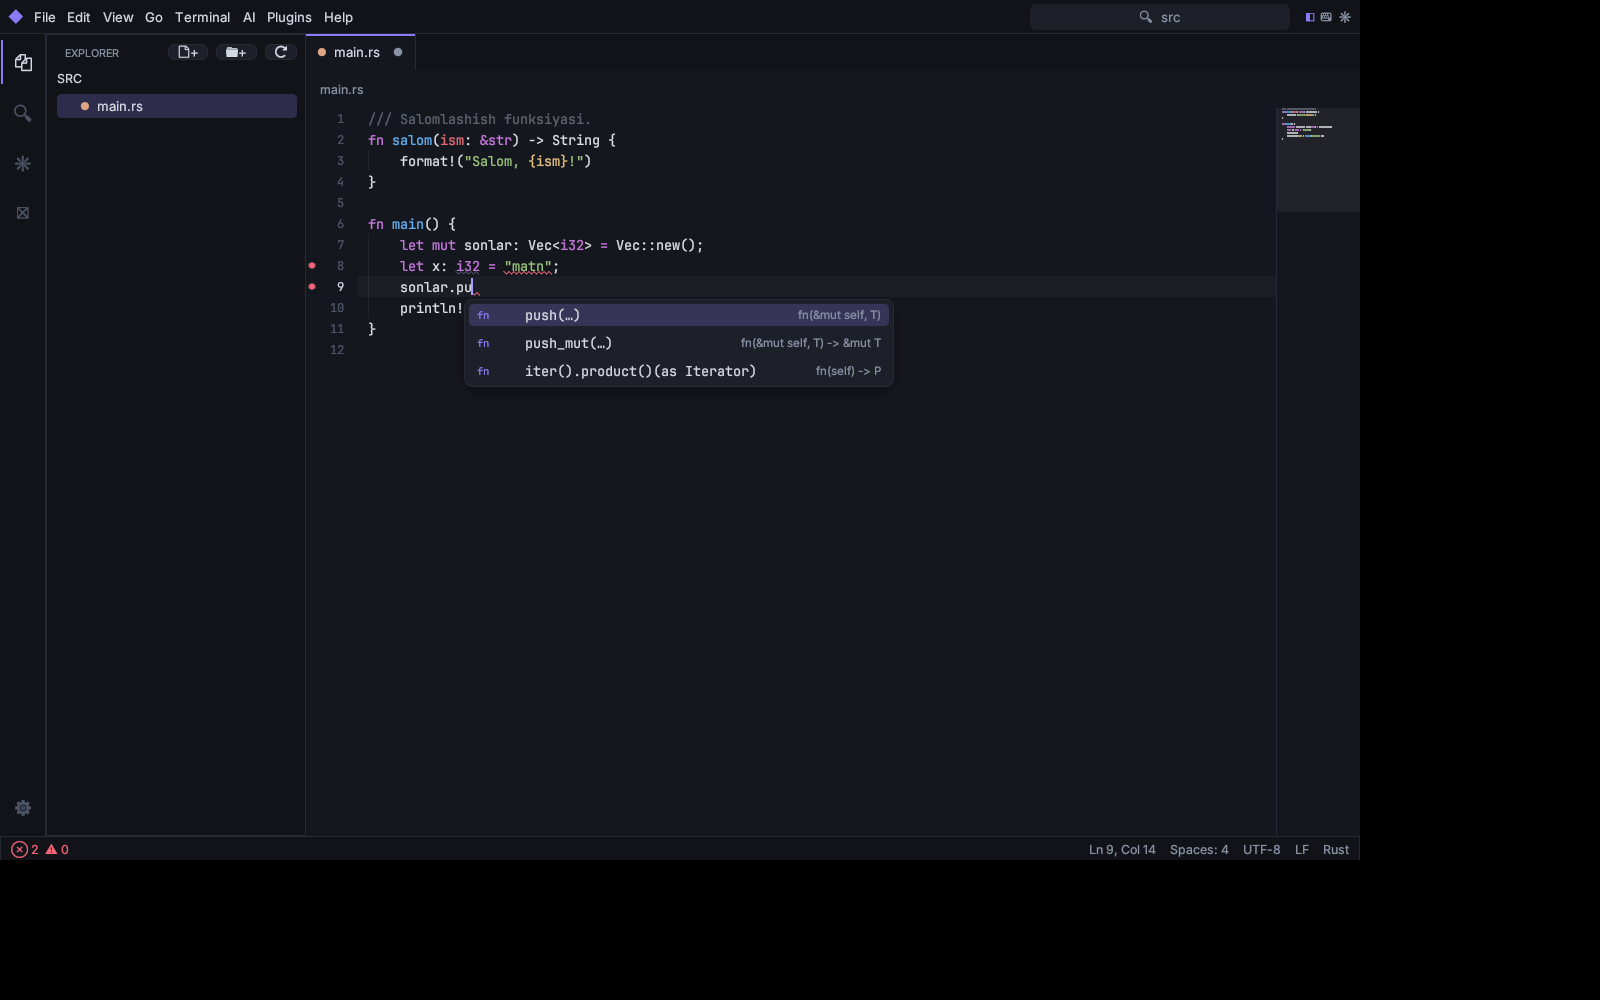 File Edit View Go Terminal AI Plugins Help src
EXPLORER
SRC
main.rs
main.rs
main.rs
1 /// Salomlashish funksiyasi.
2 fn salom(ism: &str) -> String {
3 format!("Salom, {ism}!")
4 }
5
6 fn main() {
7 let mut sonlar: Vec<i32> = Vec::new();
8 let x: i32 = "matn";
9 sonlar.pu
10 println!
11 }
12
fn push(…) fn(&mut self, T)
fn push_mut(…) fn(&mut self, T) -> &mut T
fn iter().product()(as Iterator) fn(self) -> P
2 0 Ln 9, Col 14 Spaces: 4 UTF-8 LF Rust